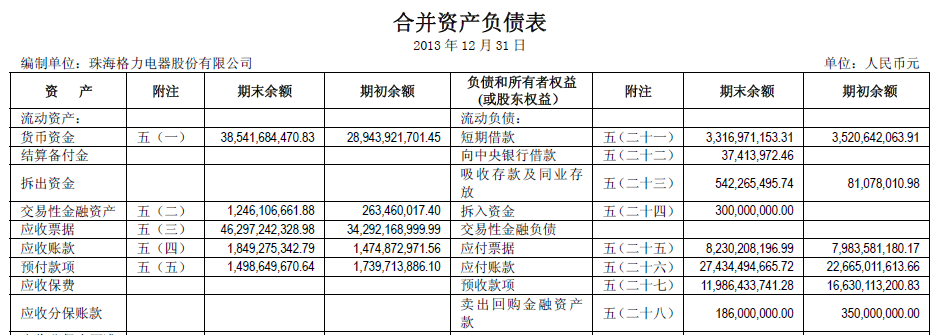 合并资产负债表
2013 年 12 月 31 日
编制单位：珠海格力电器股份有限公司 单位：人民币元
资 产 附注 期末余额 期初余额 负债和所有者权益(或股东权益) 附注 期末余额 期初余额
流动资产： 流动负债：
货币资金 五（一） 38,541,684,470.83 28,943,921,701.45 短期借款 五（二十一） 3,316,971,153.31 3,520,642,063.91
结算备付金 向中央银行借款 五（二十二） 37,413,972.46
拆出资金 吸收存款及同业存放 五（二十三） 542,265,495.74 81,078,010.98
交易性金融资产 五（二） 1,246,106,661.88 263,460,017.40 拆入资金 五（二十四） 300,000,000.00
应收票据 五（三） 46,297,242,328.98 34,292,168,999.99 交易性金融负债
应收账款 五（四） 1,849,275,342.79 1,474,872,971.56 应付票据 五（二十五） 8,230,208,196.99 7,983,581,180.17
预付款项 五（五） 1,498,649,670.64 1,739,713,886.10 应付账款 五（二十六） 27,434,494,665.72 22,665,011,613.66
应收保费 预收款项 五（二十七） 11,986,433,741.28 16,630,113,200.83
应收分保账款 卖出回购金融资产款 五（二十八） 186,000,000.00 350,000,000.00